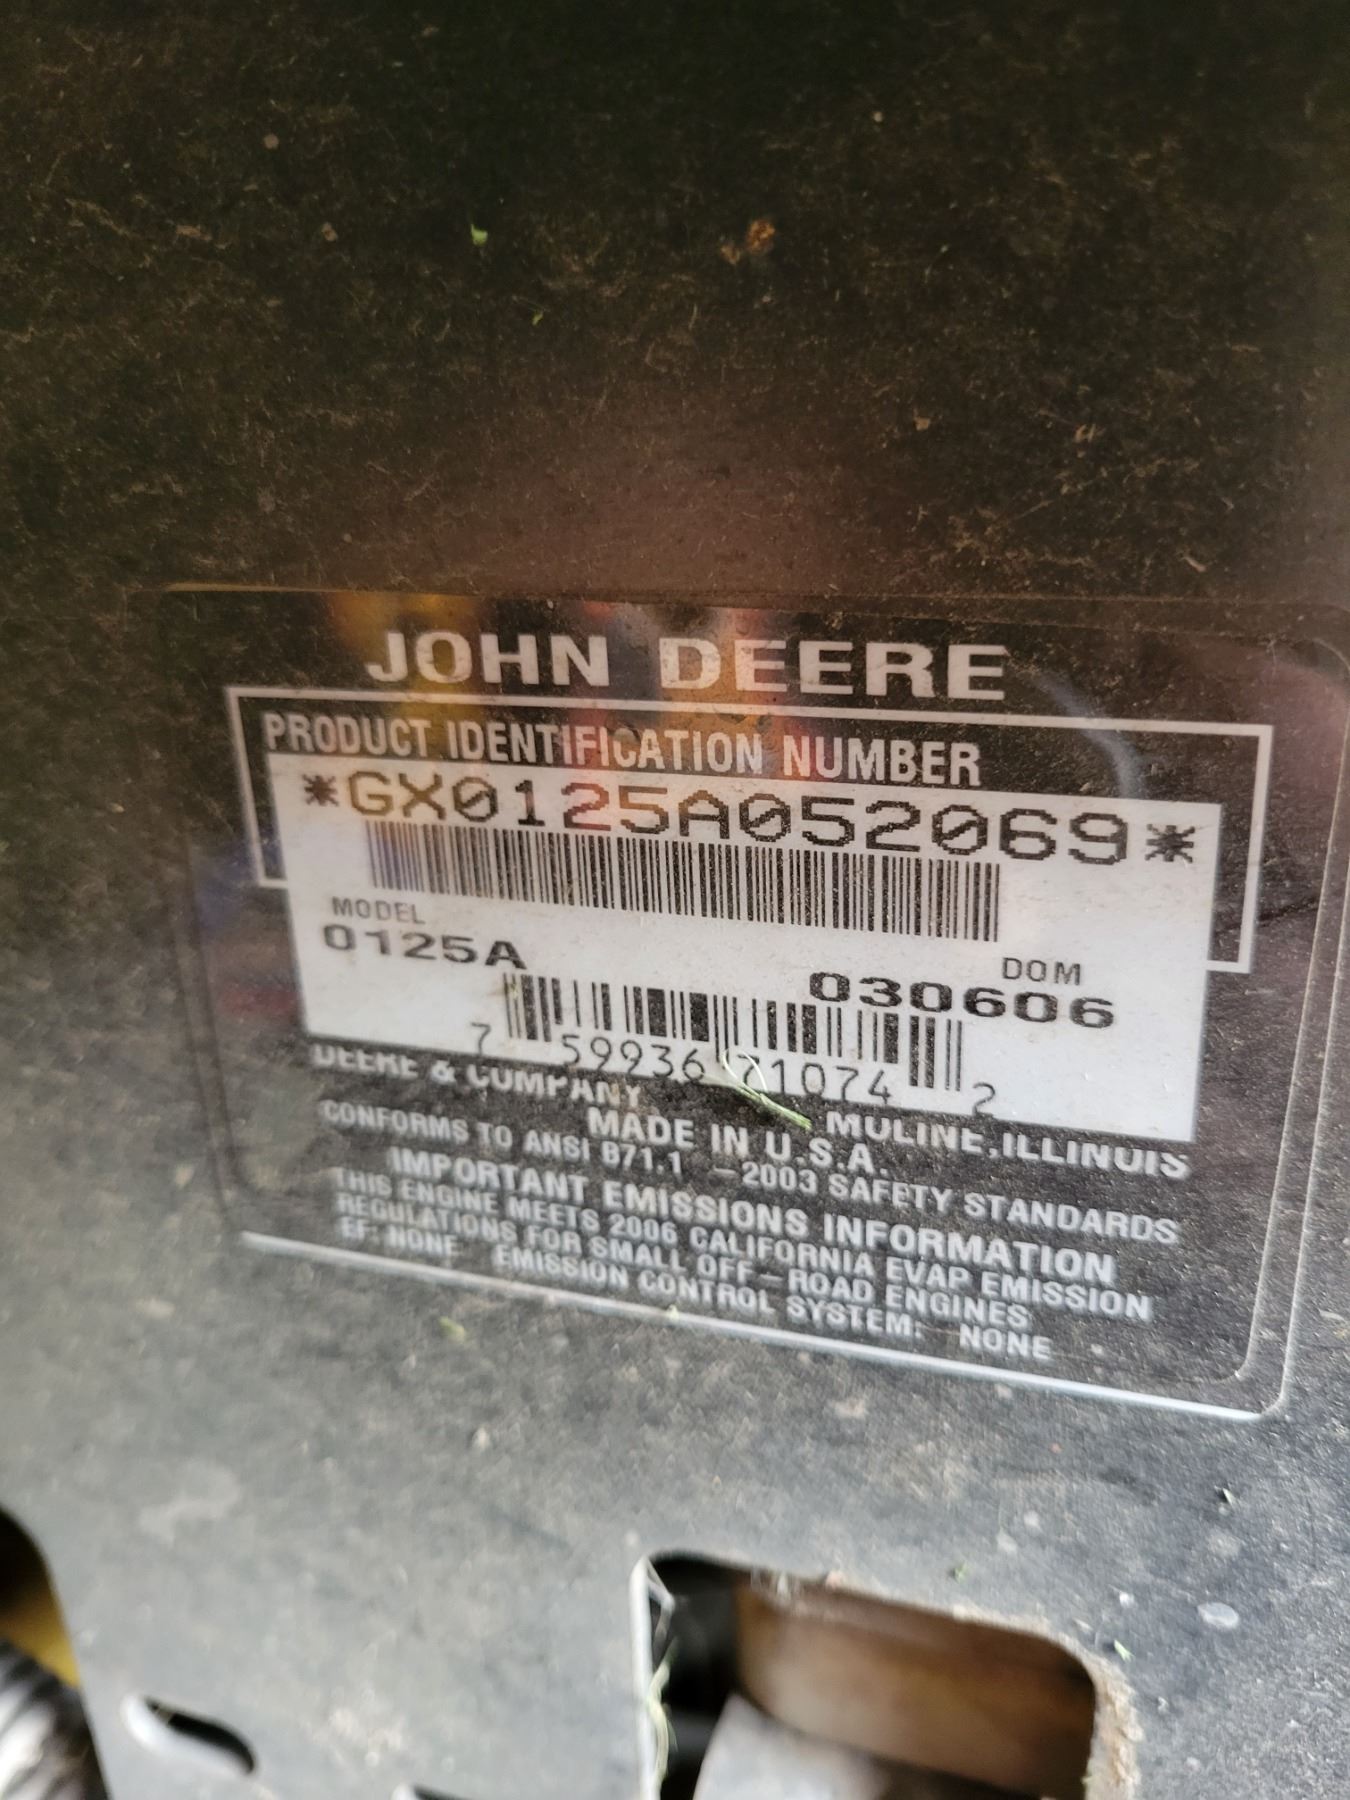 JOHN DEERE
PRODUCT IDENTIFICATION NUMBER
*GX0125A052069*
MODEL
0125A
DOM
030606
7 59936 71074 2
DEERE & COMPANY MOLINE, ILLINOIS
MADE IN U.S.A.
CONFORMS TO ANSI B71.1 -2003 SAFETY STANDARDS
IMPORTANT EMISSIONS INFORMATION
THIS ENGINE MEETS 2006 CALIFORNIA EVAP EMISSION
REGULATIONS FOR SMALL OFF-ROAD ENGINES
EF: NONE EMISSION CONTROL SYSTEM: NONE